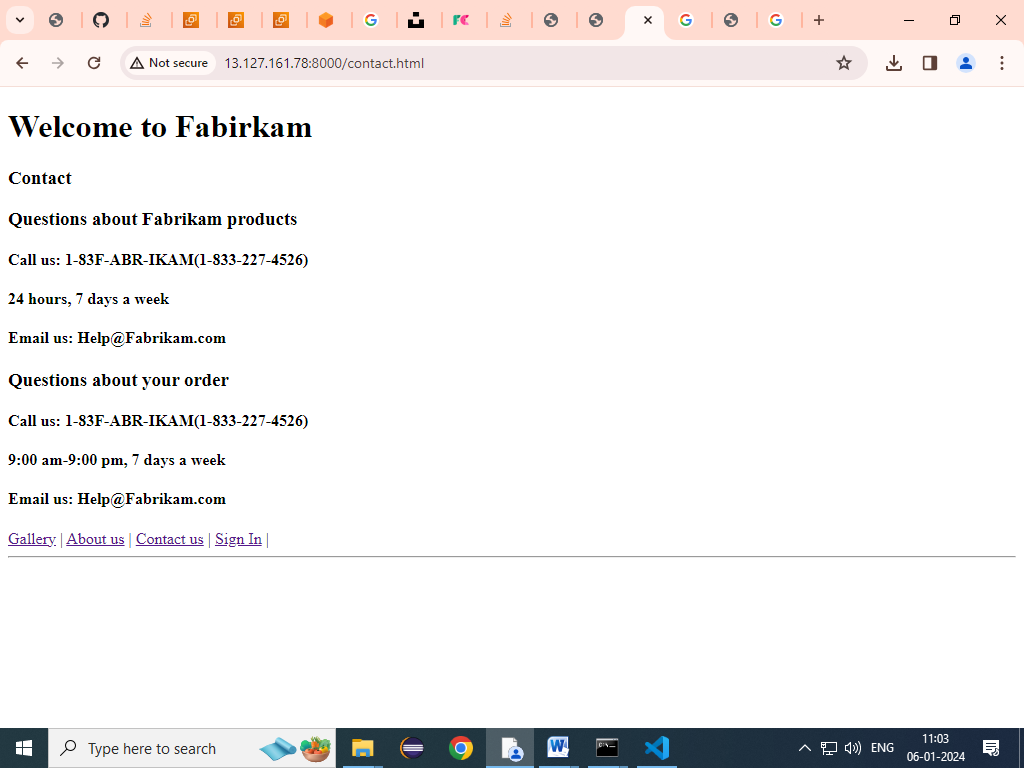 Not secure 13.127.161.78:8000/contact.html
Welcome to Fabirkam
Contact
Questions about Fabrikam products
Call us: 1-83F-ABR-IKAM(1-833-227-4526)
24 hours, 7 days a week
Email us: Help@Fabrikam.com
Questions about your order
Call us: 1-83F-ABR-IKAM(1-833-227-4526)
9:00 am-9:00 pm, 7 days a week
Email us: Help@Fabrikam.com
Gallery | About us | Contact us | Sign In |
Type here to search
ENG
11:03
06-01-2024